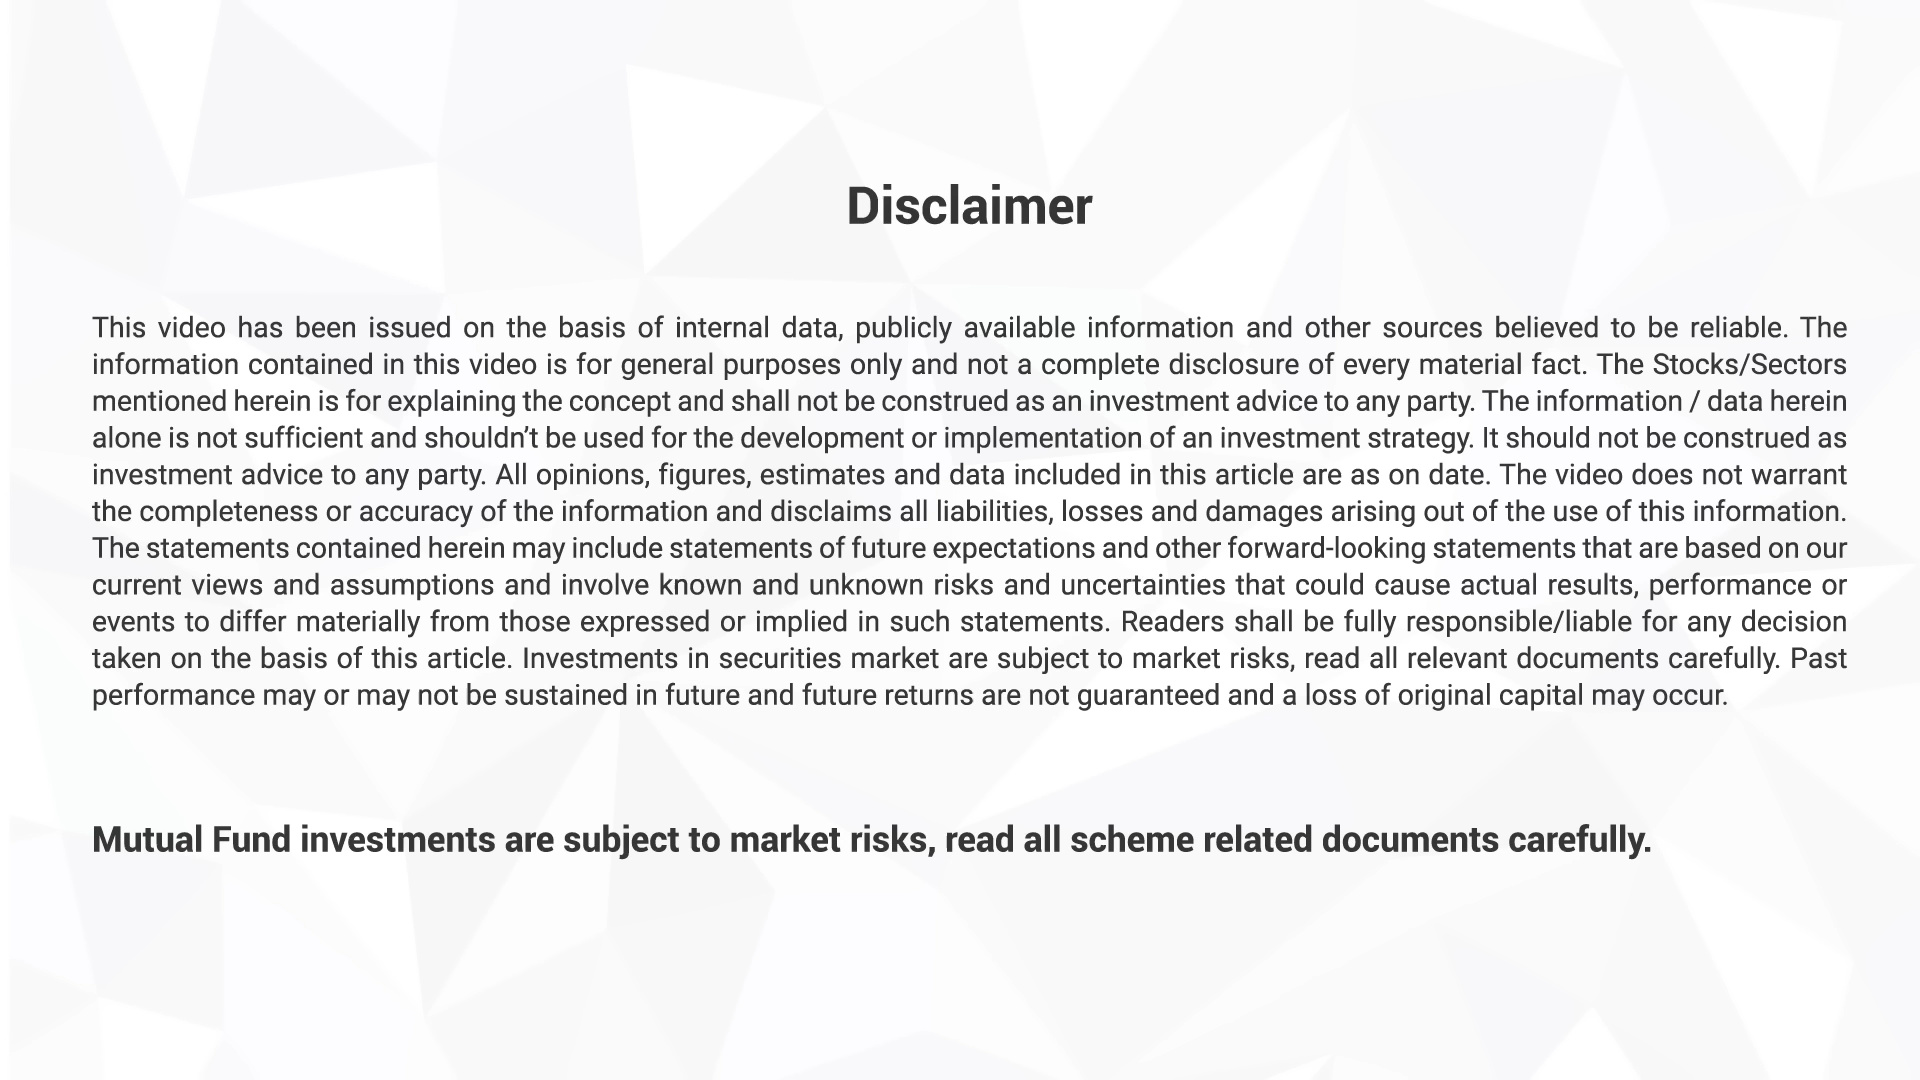 Disclaimer
This video has been issued on the basis of internal data, publicly available information and other sources believed to be reliable. The
information contained in this video is for general purposes only and not a complete disclosure of every material fact. The Stocks/Sectors
mentioned herein is for explaining the concept and shall not be construed as an investment advice to any party. The information / data herein
alone is not sufficient and shouldn’t be used for the development or implementation of an investment strategy. It should not be construed as
investment advice to any party. All opinions, figures, estimates and data included in this article are as on date. The video does not warrant
the completeness or accuracy of the information and disclaims all liabilities, losses and damages arising out of the use of this information.
The statements contained herein may include statements of future expectations and other forward-looking statements that are based on our
current views and assumptions and involve known and unknown risks and uncertainties that could cause actual results, performance or
events to differ materially from those expressed or implied in such statements. Readers shall be fully responsible/liable for any decision
taken on the basis of this article. Investments in securities market are subject to market risks, read all relevant documents carefully. Past
performance may or may not be sustained in future and future returns are not guaranteed and a loss of original capital may occur.
Mutual Fund investments are subject to market risks, read all scheme related documents carefully.